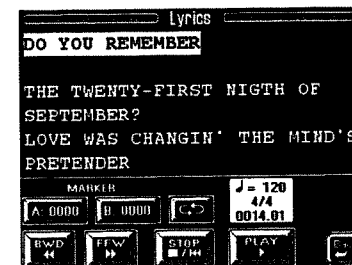 Lyrics
DO YOU REMEMBER
THE TWENTY-FIRST NIGTH OF
SEPTEMBER?
LOVE WAS CHANGIN' THE MIND'S
PRETENDER
MARKER
A: 0000 B: 0000
♩= 120
4/4
0014.01
BWD FFW STOP PLAY